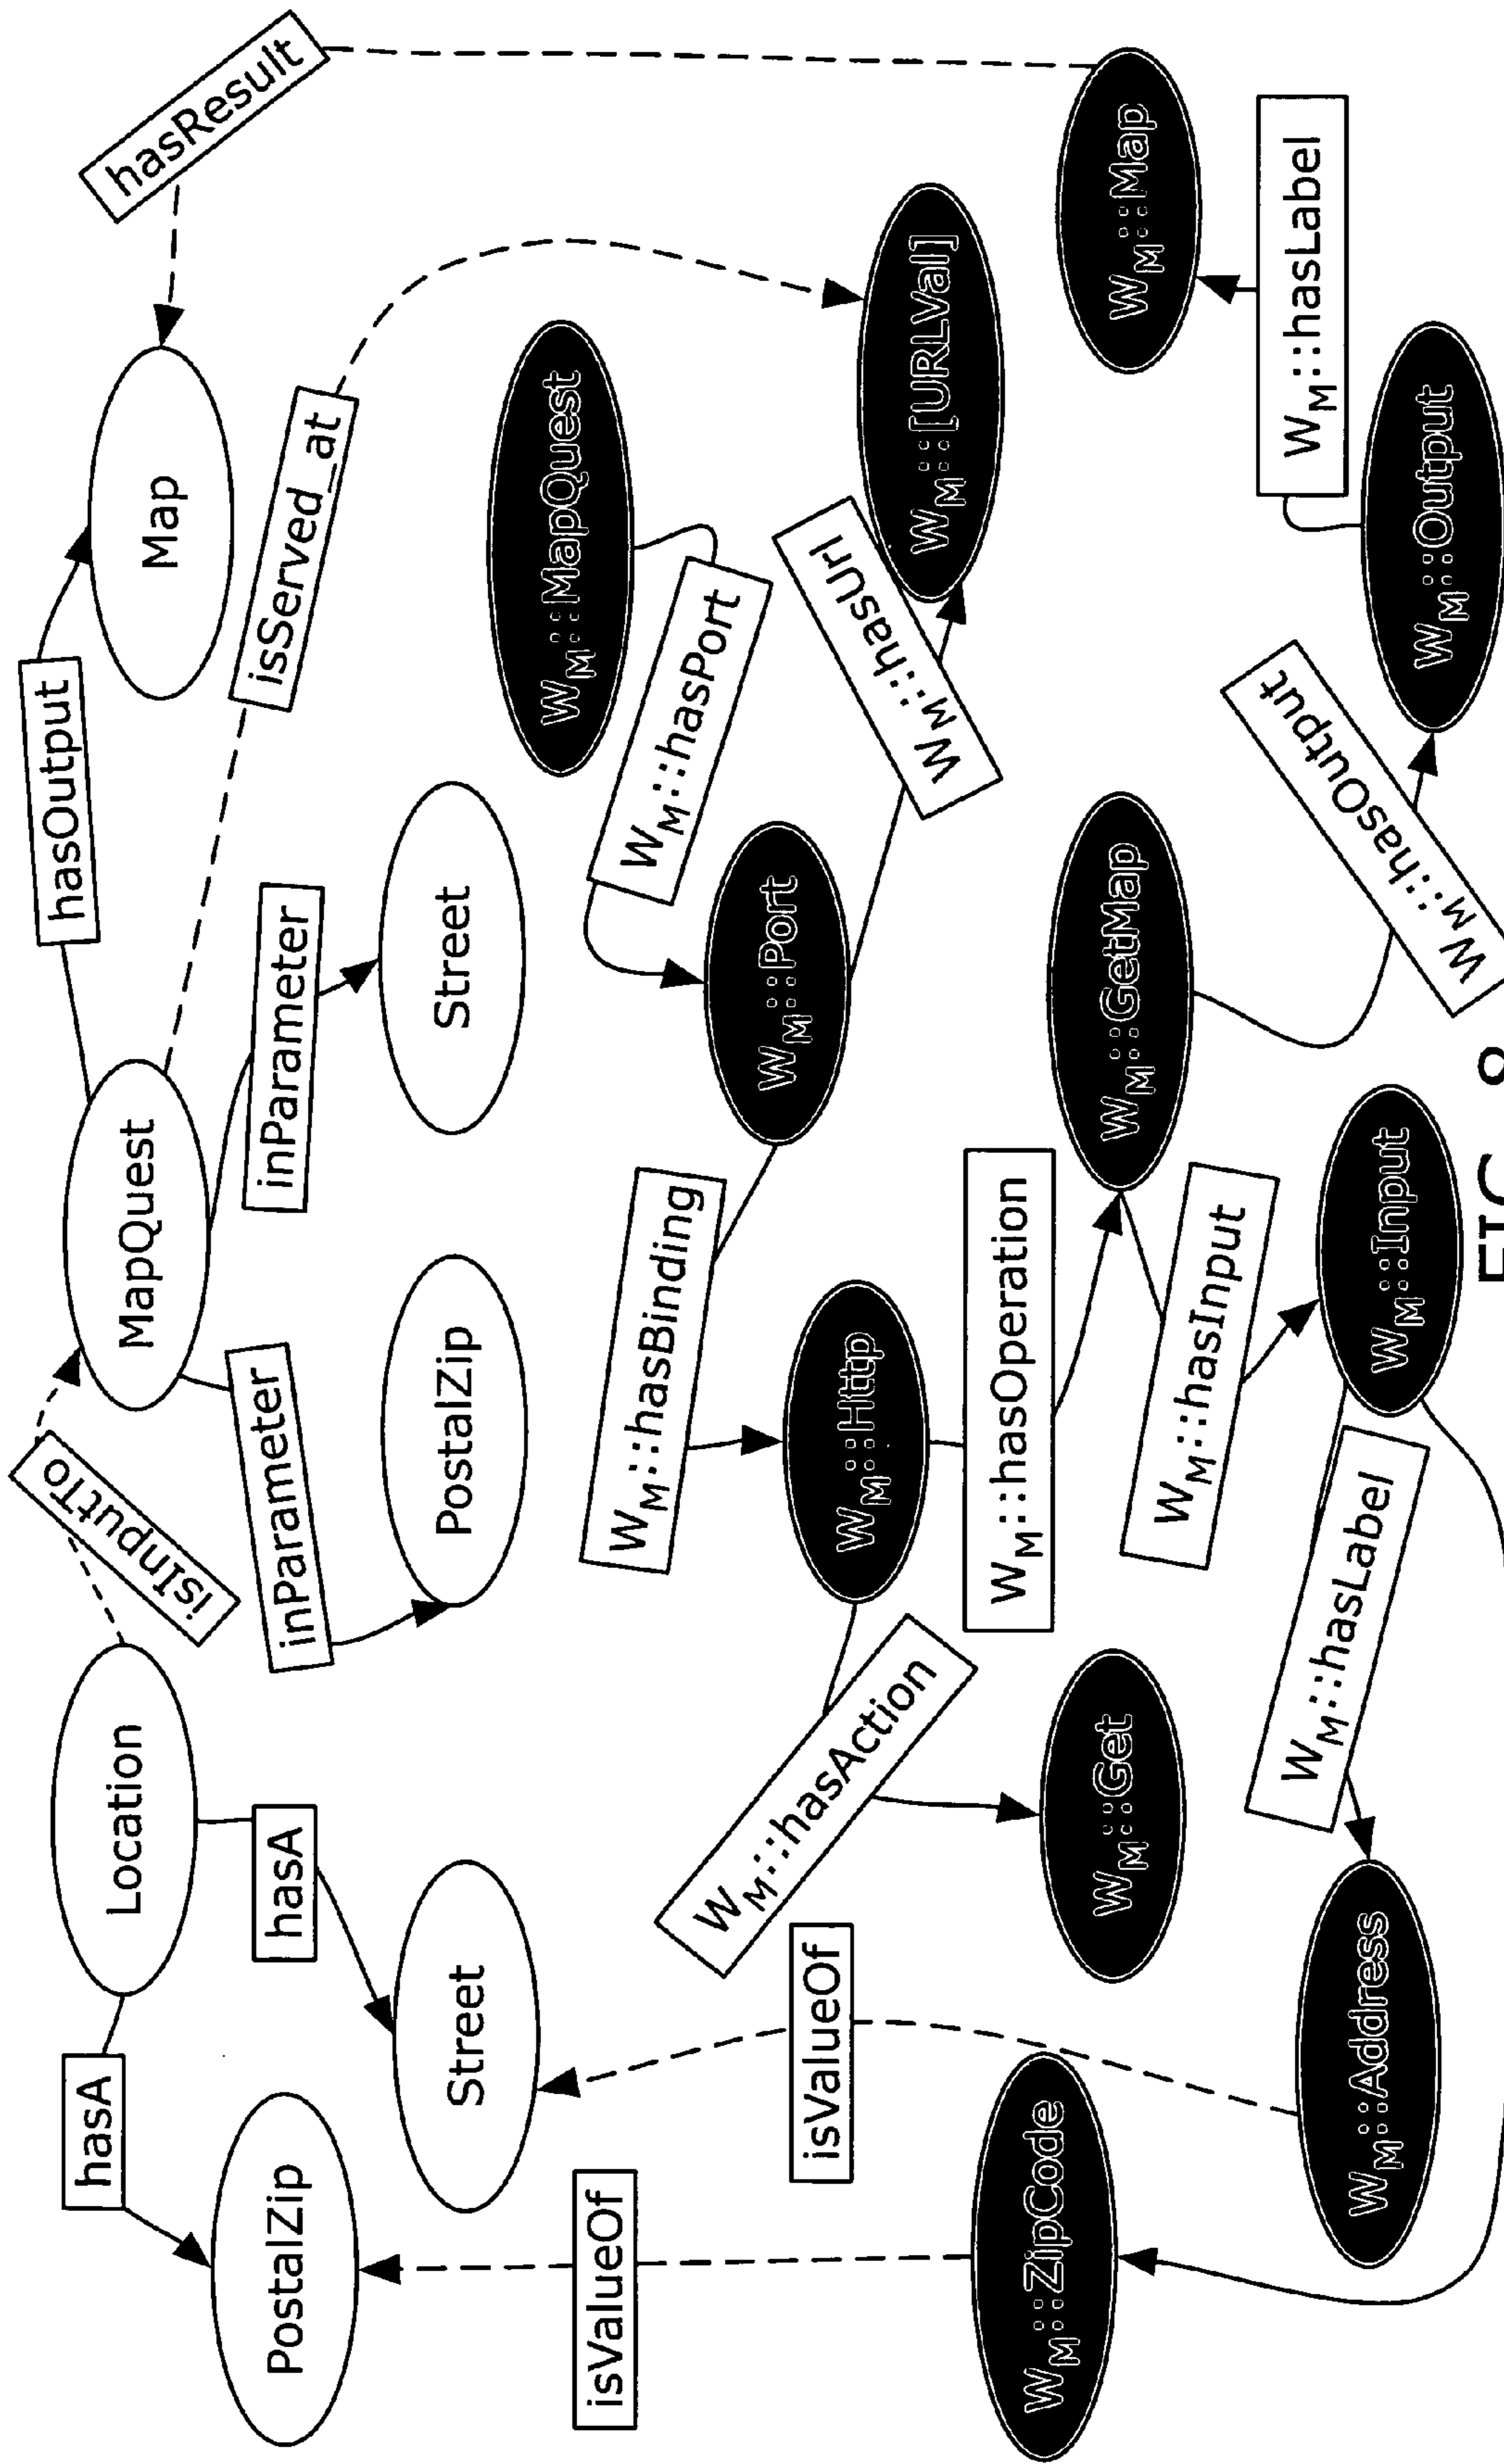 hasA
isInputTo
hasOutput
hasResult
Location
MapQuest
Map
PostalZip
hasA
inParameter
inParameter
isServed_at
Street
PostalZip
Street
W_M::MapQuest
isValueOf
W_M::hasBinding
W_M::hasPort
isValueOf
W_M::hasAction
W_M::Http
W_M::Port
W_M::hasUrl
W_M::[URLVal]
W_M::ZipCode
W_M::Get
W_M::hasOperation
W_M::GetMap
W_M::Map
W_M::hasInput
W_M::hasLabel
W_M::hasLabel
W_M::hasOutput
W_M::Address
W_M::Input
W_M::Output